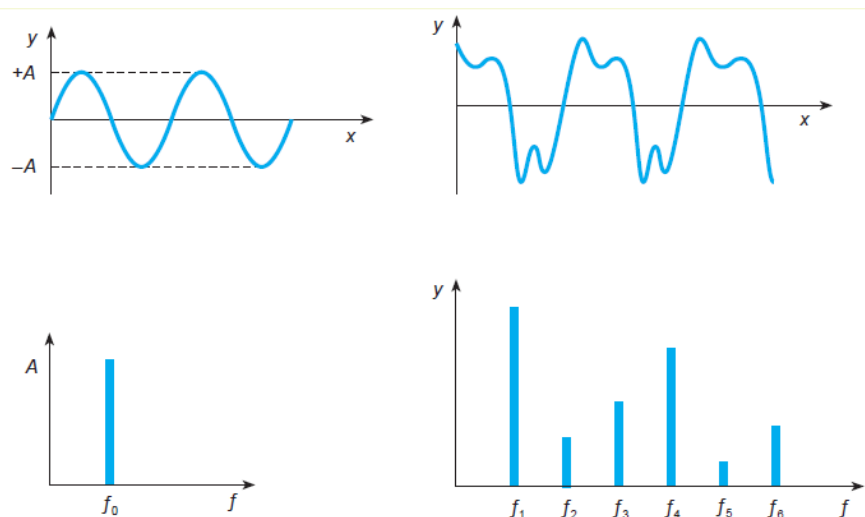 y
+A
–A
x
y
x
A
f₀
f
y
f₁ f₂ f₃ f₄ f₅ f₆ f